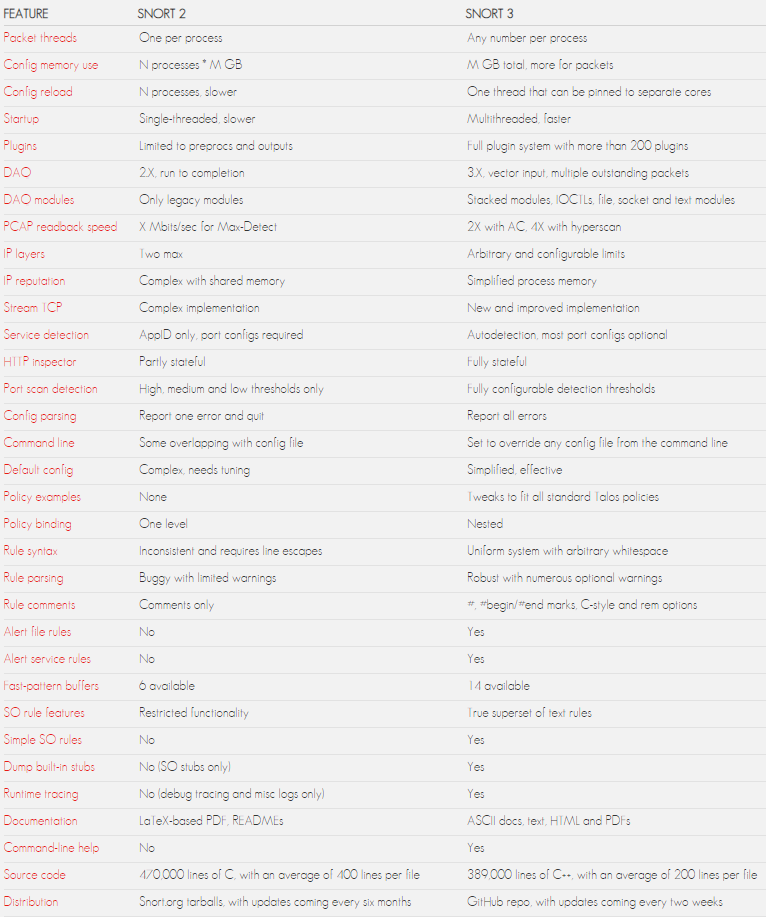 FEATURE SNORT 2 SNORT 3
Packet threads One per process Any number per process
Config memory use N processes * M GB M GB total, more for packets
Config reload N processes, slower One thread that can be pinned to separate cores
Startup Single-threaded, slower Multithreaded, faster
Plugins Limited to preprocs and outputs Full plugin system with more than 200 plugins
DAQ 2.X, run to completion 3.X, vector input, multiple outstanding packets
DAQ modules Only legacy modules Stacked modules, IOCTLs, file, socket and text modules
PCAP readback speed X Mbits/sec for Max-Detect 2X with AC, 4X with hyperscan
IP layers Two max Arbitrary and configurable limits
IP reputation Complex with shared memory Simplified process memory
Stream TCP Complex implementation New and improved implementation
Service detection AppID only, port configs required Autodetection, most port configs optional
HTTP inspector Partly stateful Fully stateful
Port scan detection High, medium and low thresholds only Fully configurable detection thresholds
Config parsing Report one error and quit Report all errors
Command line Some overlapping with config file Set to override any config file from the command line
Default config Complex, needs tuning Simplified, effective
Policy examples None Tweaks to fit all standard Talos policies
Policy binding One level Nested
Rule syntax Inconsistent and requires line escapes Uniform system with arbitrary whitespace
Rule parsing Buggy with limited warnings Robust with numerous optional warnings
Rule comments Comments only #, #begin/#end marks, C-style and rem options
Alert file rules No Yes
Alert service rules No Yes
Fast-pattern buffers 6 available 14 available
SO rule features Restricted functionality True superset of text rules
Simple SO rules No Yes
Dump built-in stubs No (SO stubs only) Yes
Runtime tracing No (debug tracing and misc logs only) Yes
Documentation LaTeX-based PDF, READMEs ASCII docs, text, HTML and PDFs
Command-line help No Yes
Source code 470,000 lines of C, with an average of 400 lines per file 389,000 lines of C++, with an average of 200 lines per file
Distribution Snort.org tarballs, with updates coming every six months GitHub repo, with updates coming every two weeks